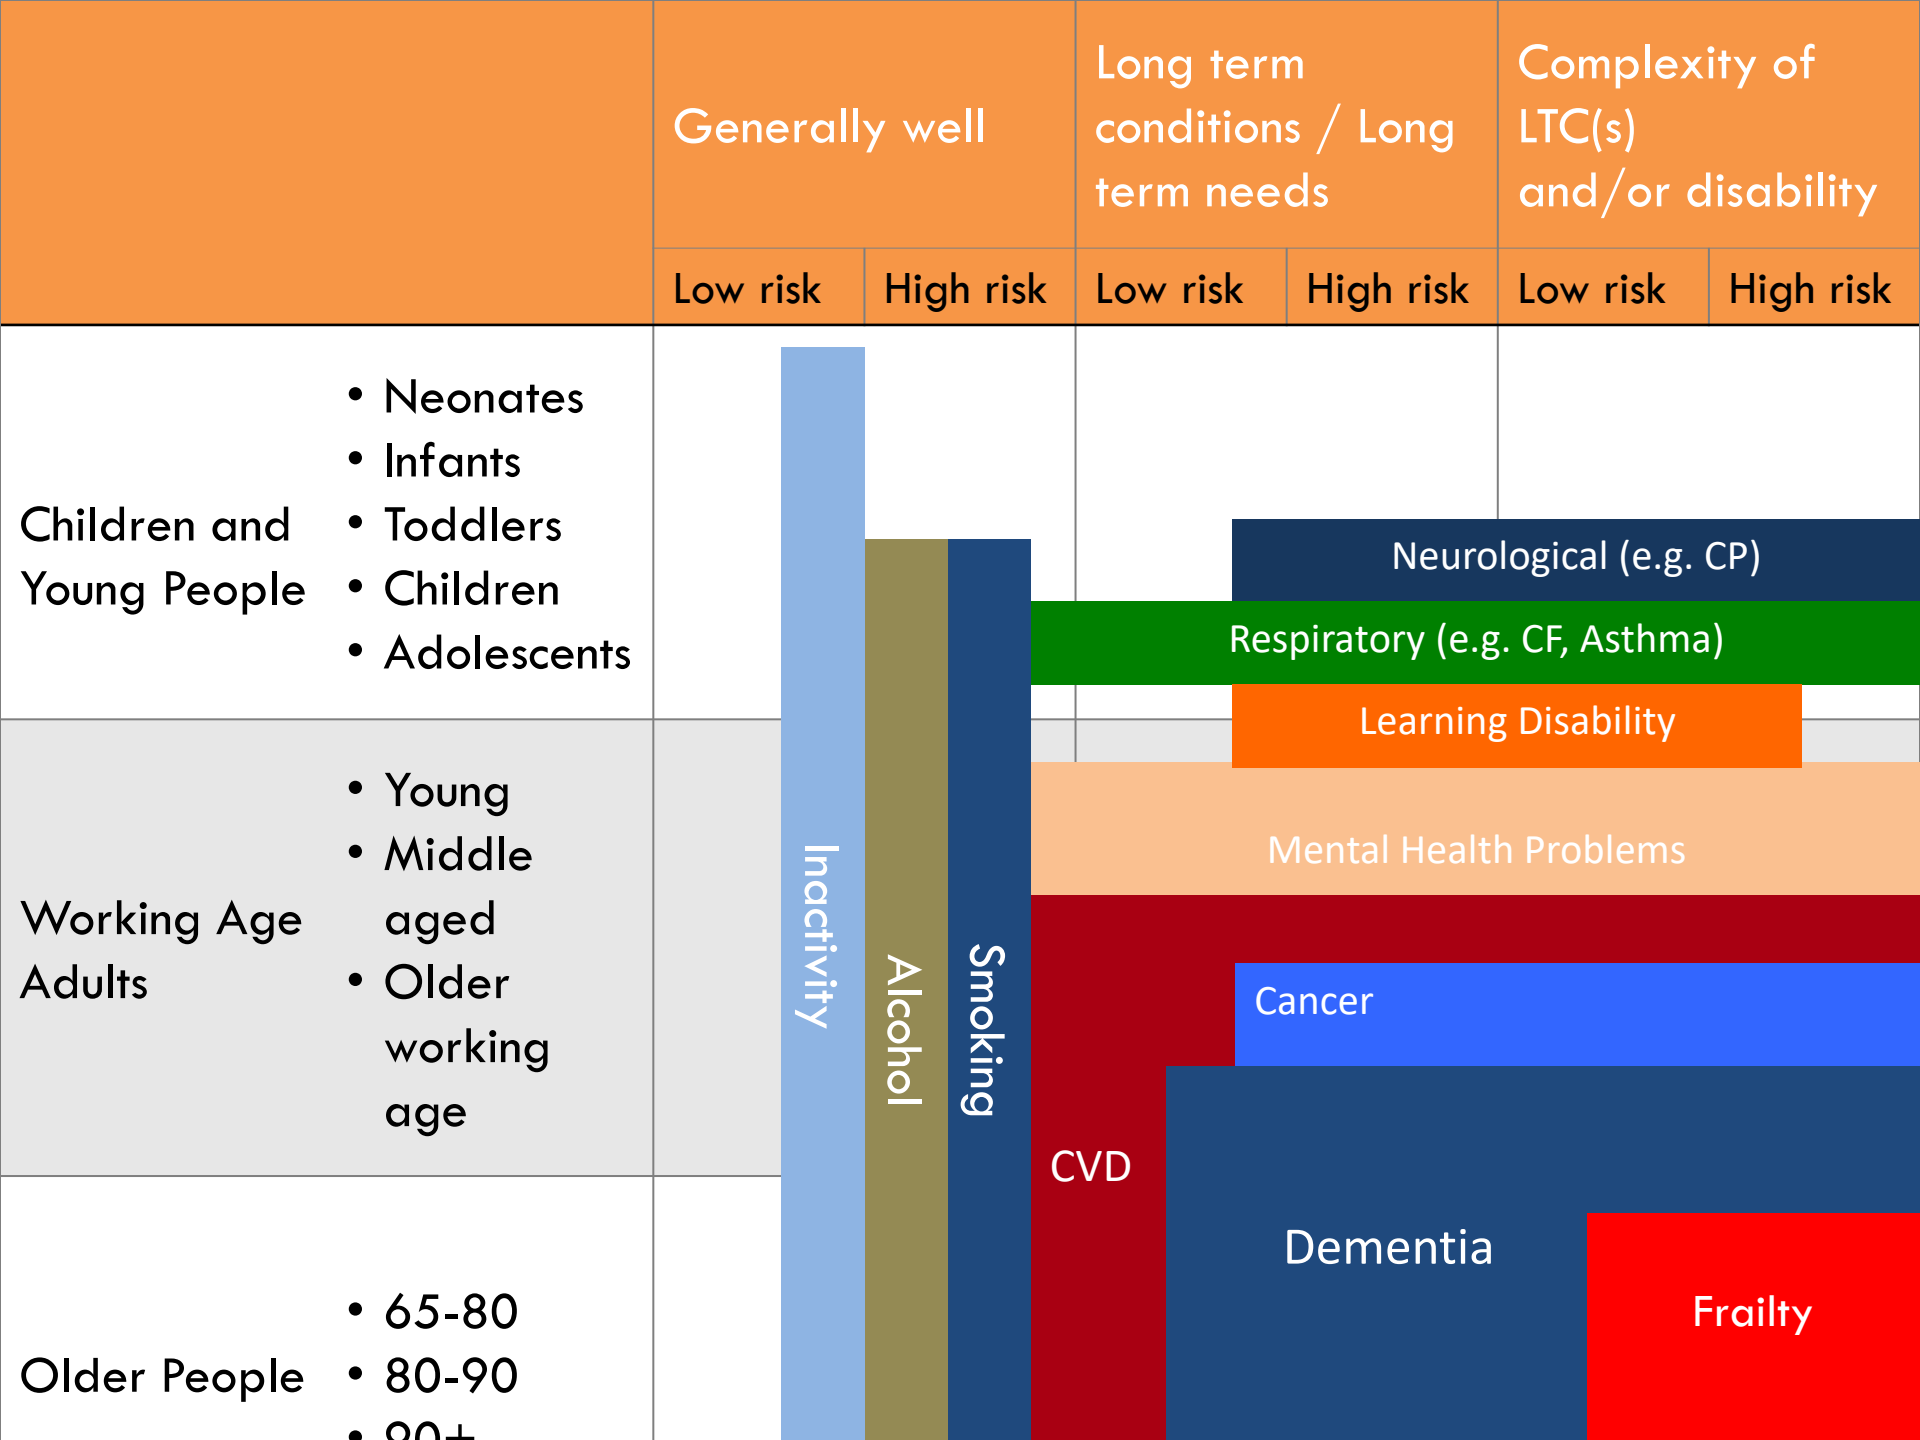 Generally well
Long term
conditions / Long
term needs
Complexity of
LTC(s)
and/or disability
Low risk
High risk
Low risk
High risk
Low risk
High risk
Children and
Young People
• Neonates
• Infants
• Toddlers
• Children
• Adolescents
Working Age
Adults
• Young
• Middle
aged
• Older
working
age
Older People
• 65-80
• 80-90
• 90+
Inactivity
Alcohol
Smoking
Neurological (e.g. CP)
Respiratory (e.g. CF, Asthma)
Learning Disability
Mental Health Problems
CVD
Cancer
Dementia
Frailty